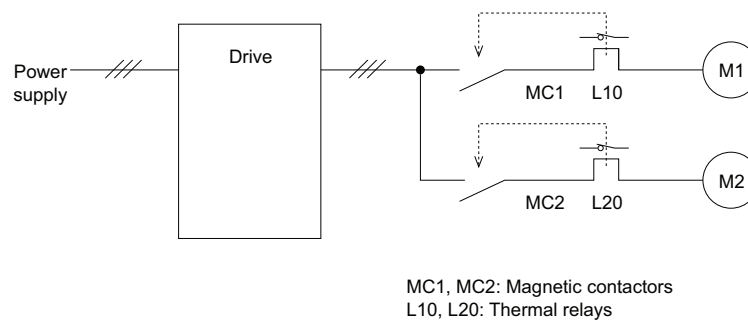 Drive
Power
supply
M1
MC1
L10
M2
MC2
L20
MC1, MC2: Magnetic contactors
L10, L20: Thermal relays